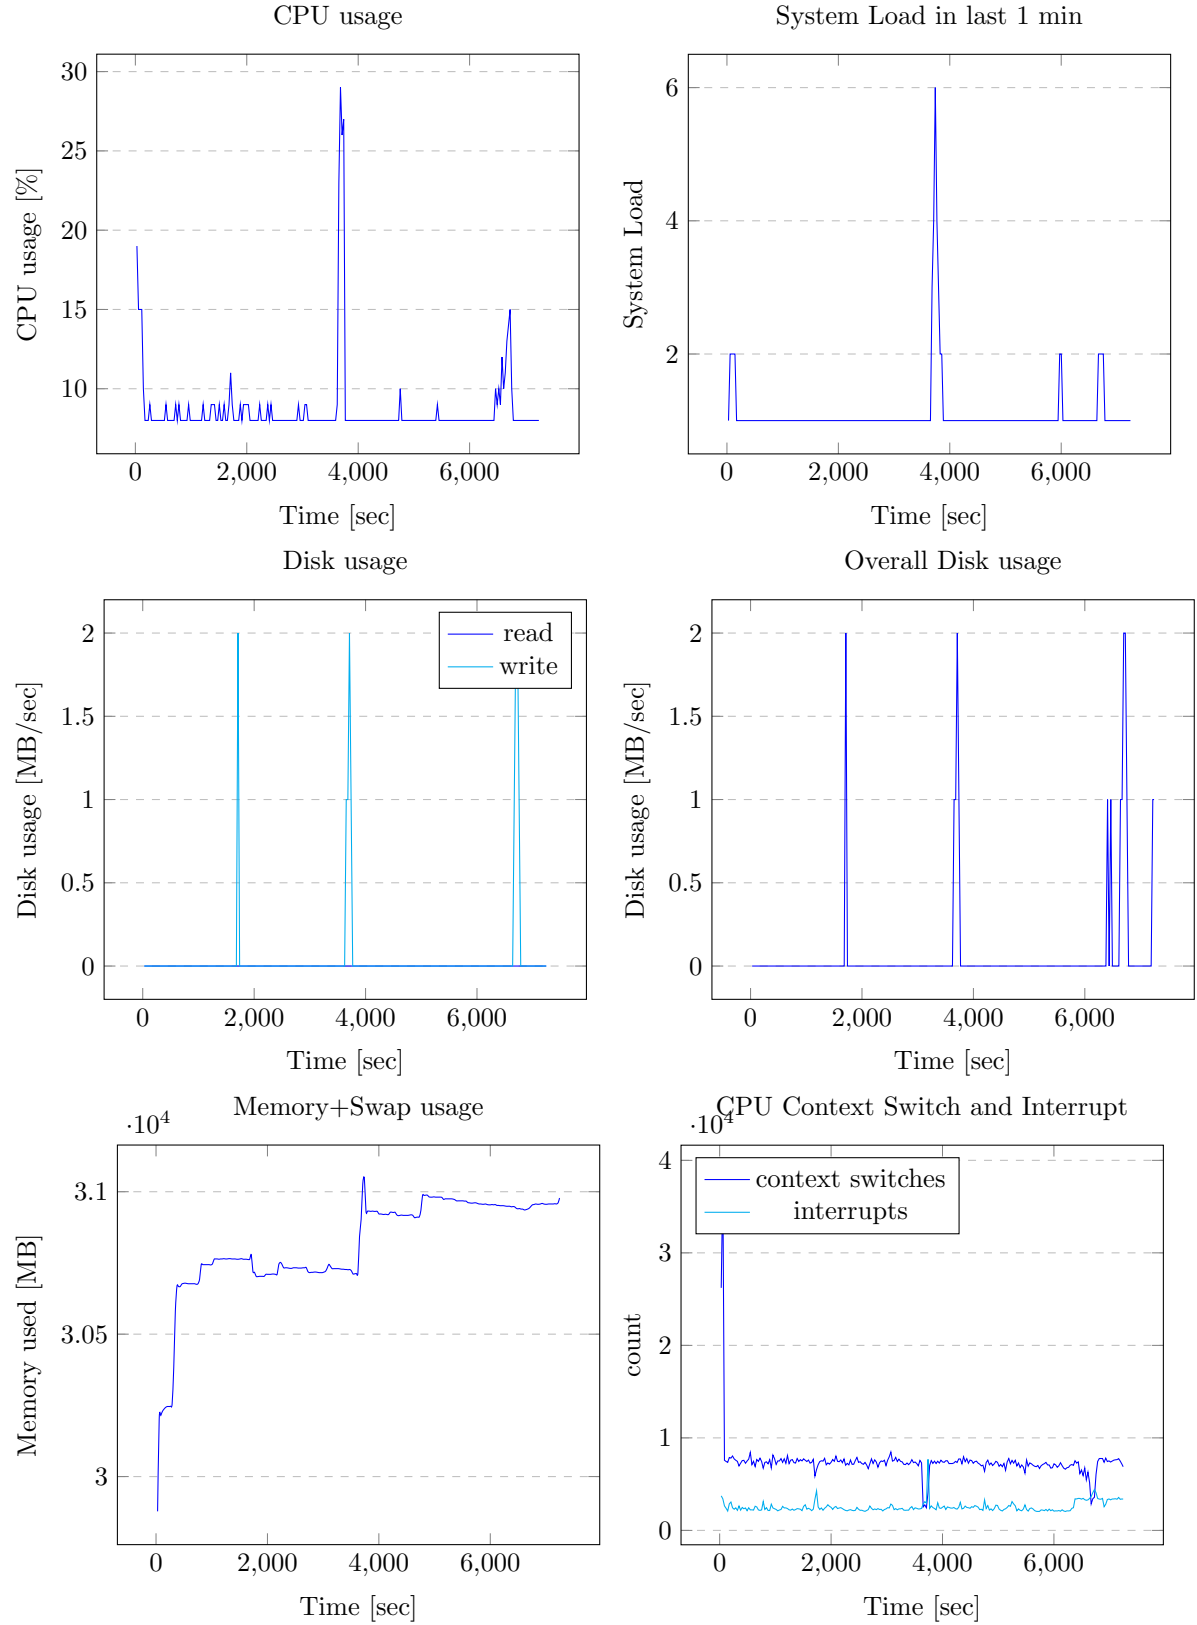 CPU usage
30
25
20
15
10
CPU usage [%]
0 2,000 4,000 6,000
Time [sec]
System Load in last 1 min
6
4
2
System Load
0 2,000 4,000 6,000
Time [sec]
Disk usage
read
write
2
1.5
1
0.5
0
Disk usage [MB/sec]
0 2,000 4,000 6,000
Time [sec]
Overall Disk usage
2
1.5
1
0.5
0
Disk usage [MB/sec]
0 2,000 4,000 6,000
Time [sec]
Memory+Swap usage
·10⁴
3.1
3.05
3
Memory used [MB]
0 2,000 4,000 6,000
Time [sec]
CPU Context Switch and Interrupt
·10⁴
context switches
interrupts
4
3
2
1
0
count
0 2,000 4,000 6,000
Time [sec]